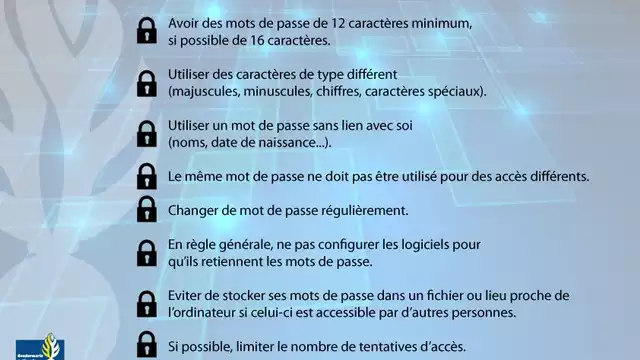 Avoir des mots de passe de 12 caractères minimum,
si possible de 16 caractères.
Utiliser des caractères de type différent
(majuscules, minuscules, chiffres, caractères spéciaux).
Utiliser un mot de passe sans lien avec soi
(noms, date de naissance...).
Le même mot de passe ne doit pas être utilisé pour des accès différents.
Changer de mot de passe régulièrement.
En règle générale, ne pas configurer les logiciels pour
qu'ils retiennent les mots de passe.
Eviter de stocker ses mots de passe dans un fichier ou lieu proche de
l'ordinateur si celui-ci est accessible par d'autres personnes.
Si possible, limiter le nombre de tentatives d'accès.
Gendarmerie